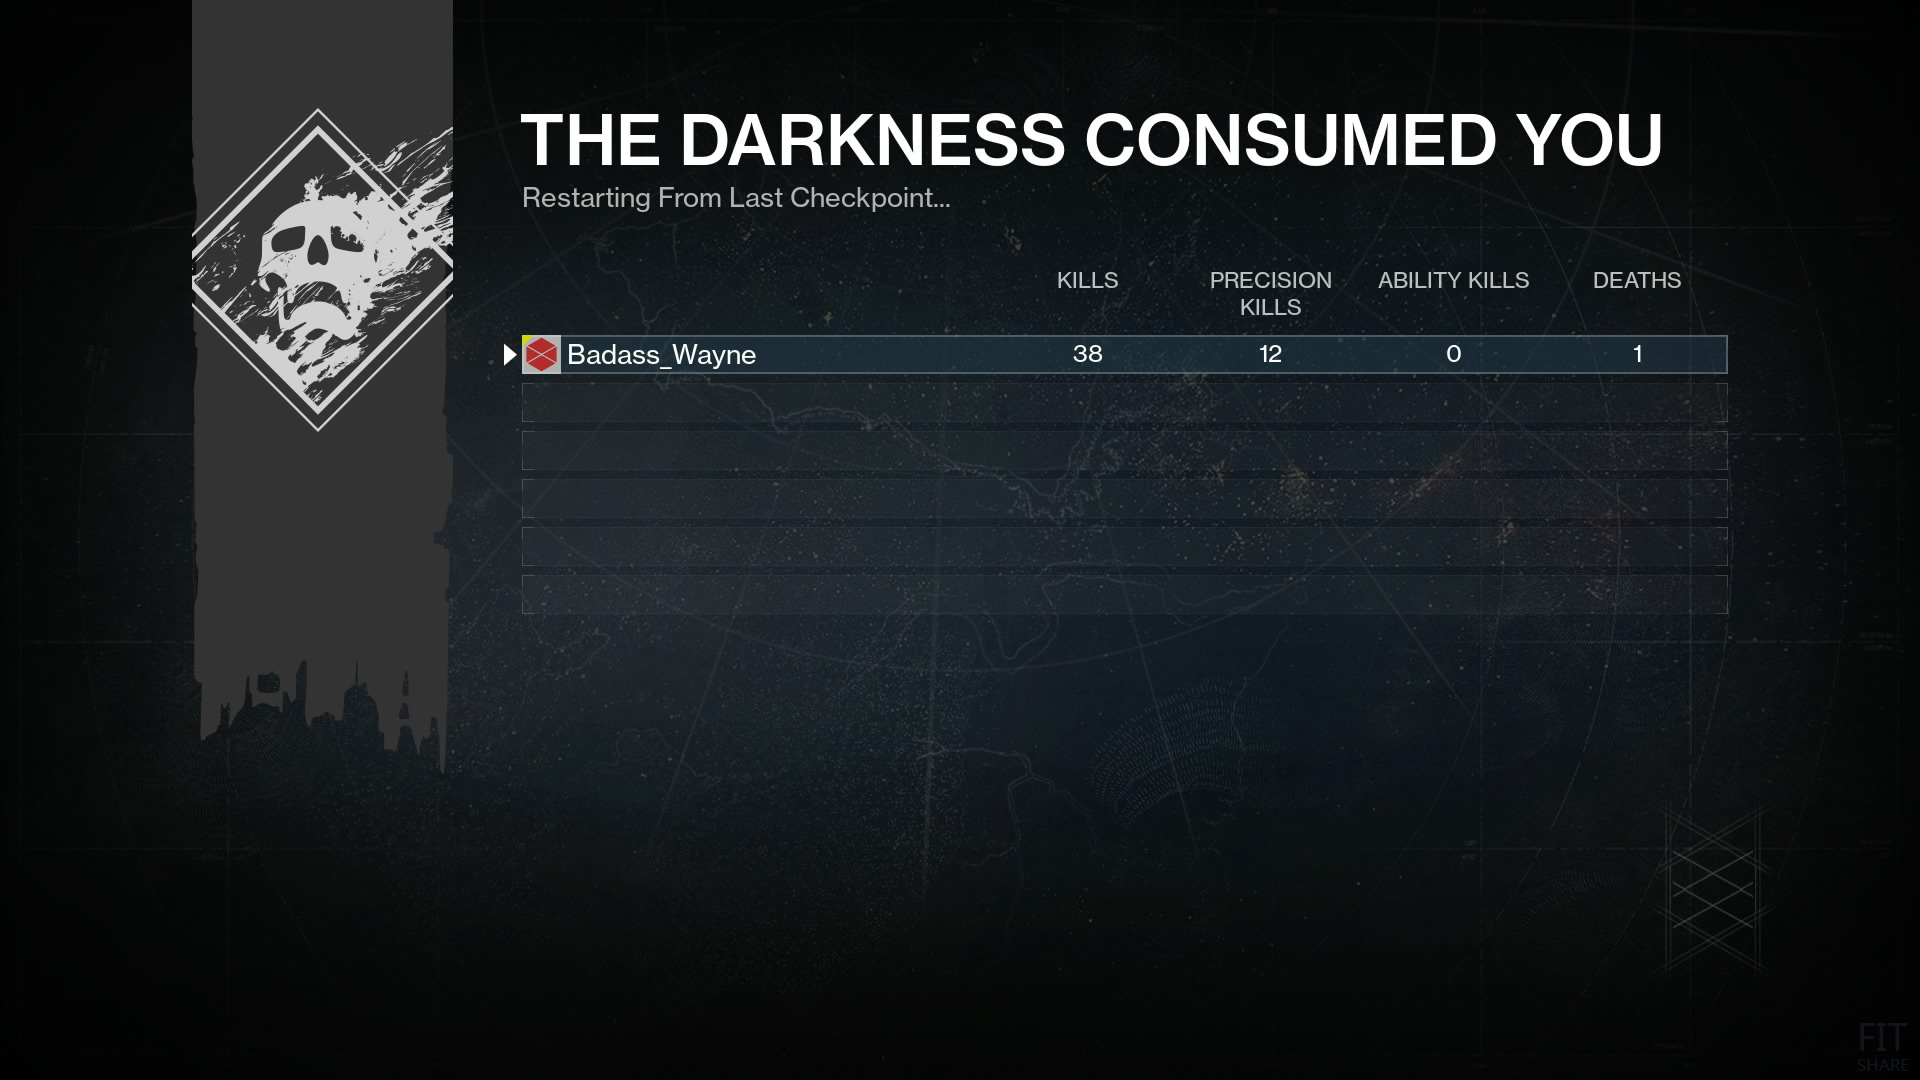 THE DARKNESS CONSUMED YOU
Restarting From Last Checkpoint...
KILLS PRECISION KILLS ABILITY KILLS DEATHS
Badass_Wayne 38 12 0 1
FIT
SHARE